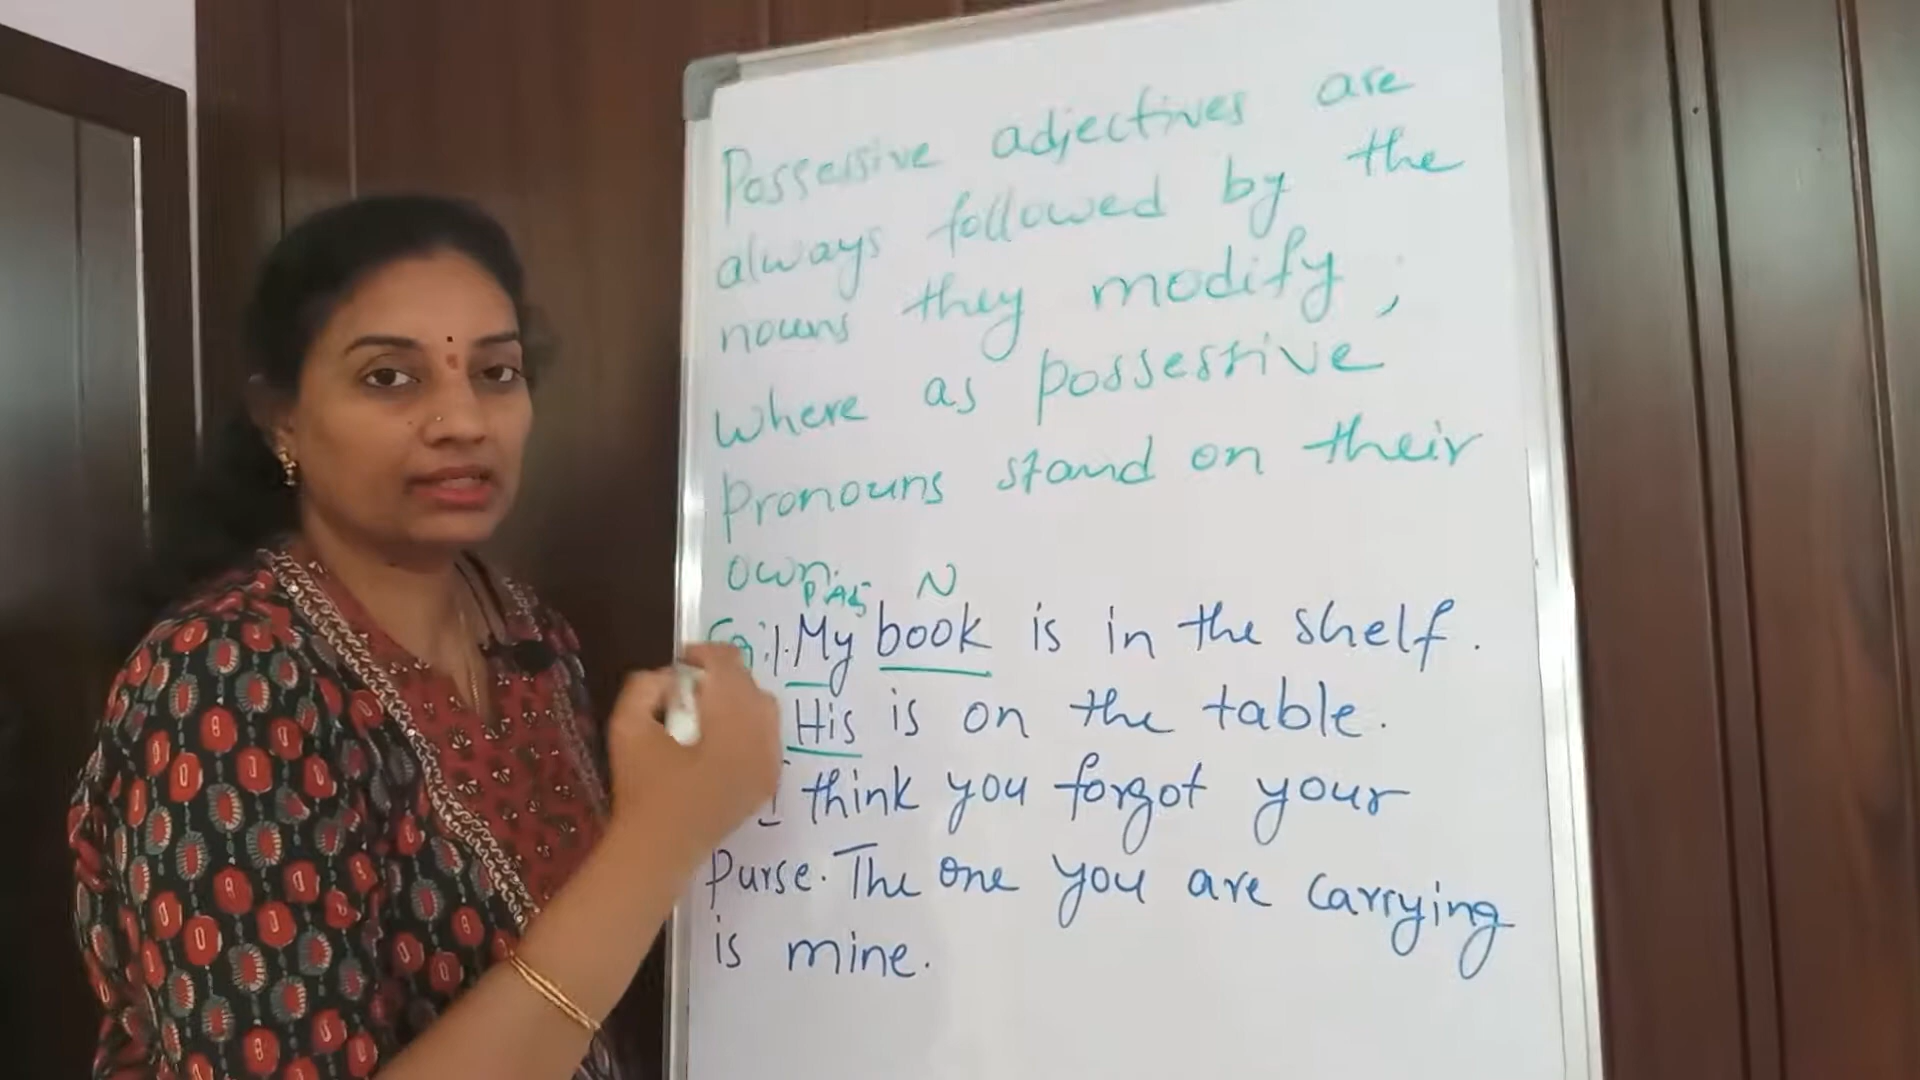 Possessive adjectives are
always followed by the
nouns they modify;
where as possessive
pronouns stand on their
own.
P. Adj N
My book is in the shelf.
His is on the table.
I think you forgot your
purse. The one you are carrying
is mine.